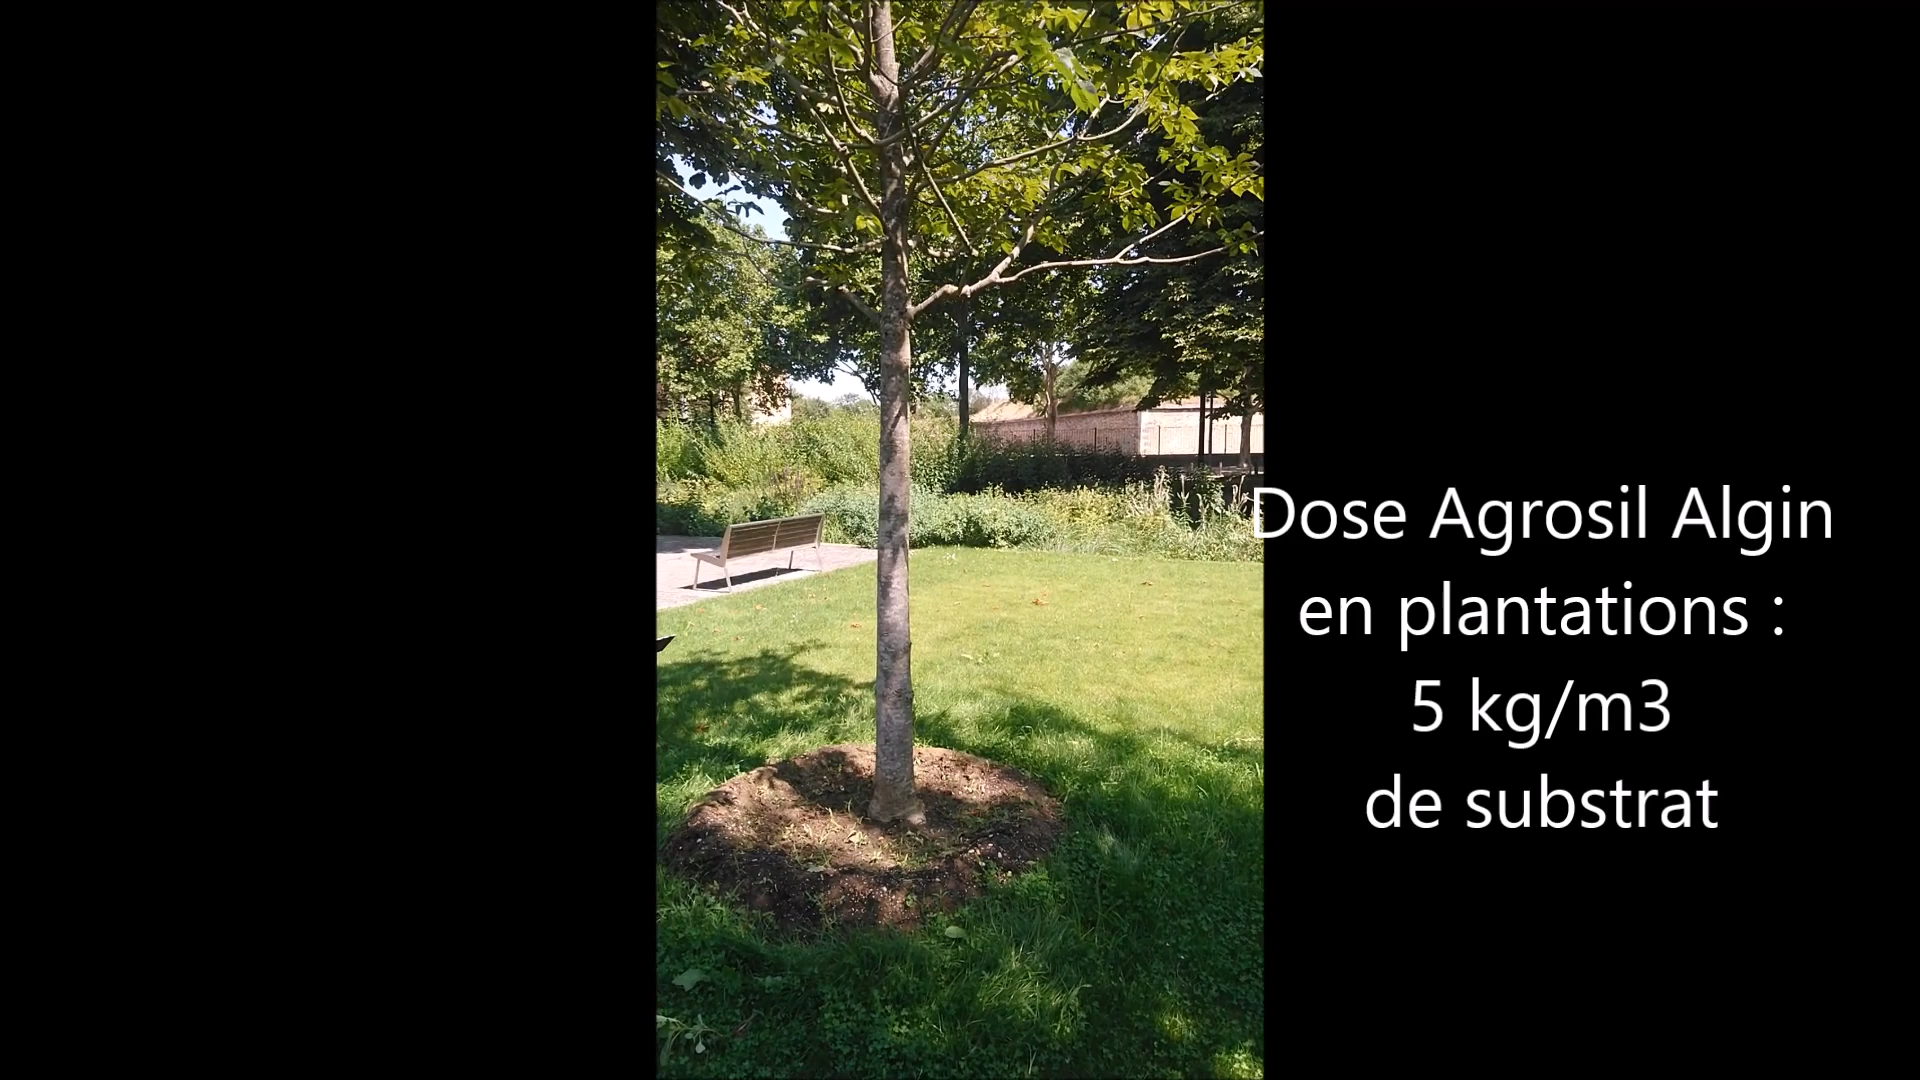 Dose Agrosil Algin
en plantations :
5 kg/m3
de substrat